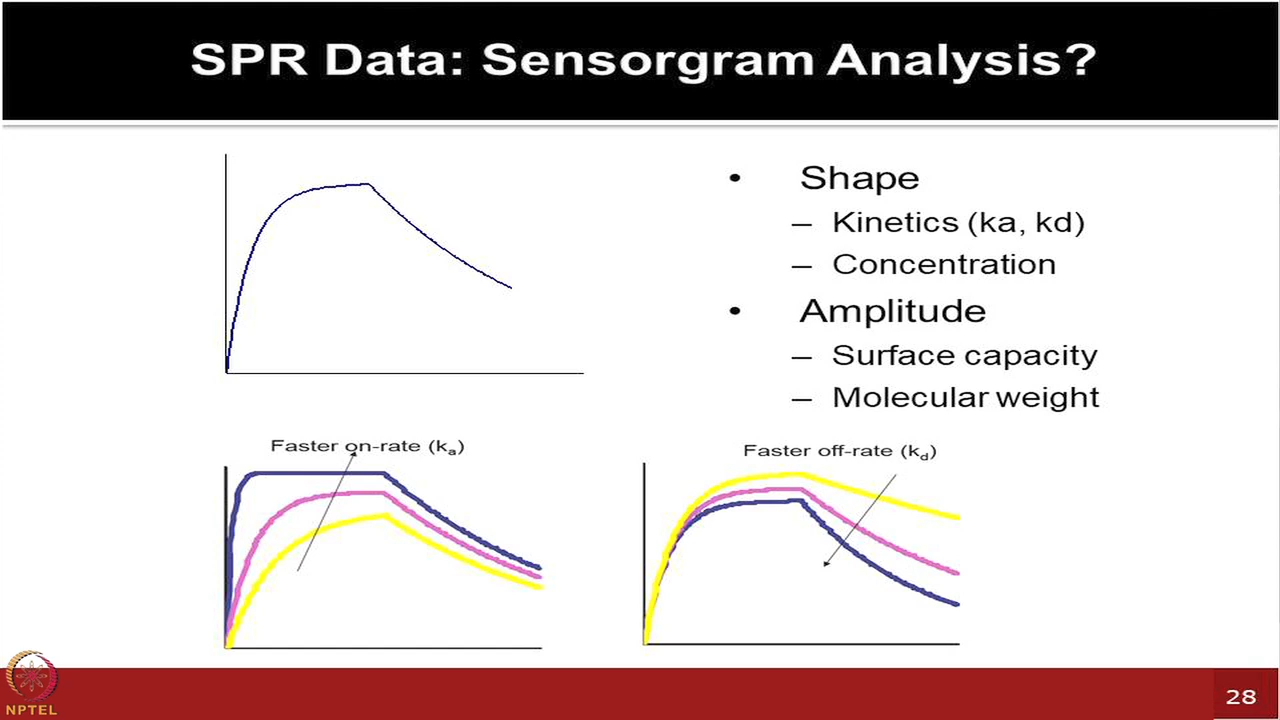 SPR Data: Sensorgram Analysis?
• Shape
– Kinetics (ka, kd)
– Concentration
• Amplitude
– Surface capacity
– Molecular weight
Faster on-rate (kₐ)
Faster off-rate (k_d)
NPTEL
28